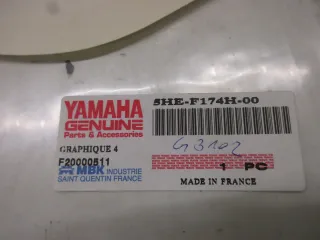 YAMAHA
GENUINE
Parts & Accessories
5HE-F174H-00
GRAPHIQUE 4
F20000511
MBK INDUSTRIE
SAINT QUENTIN FRANCE
G3102
1 PC
MADE IN FRANCE